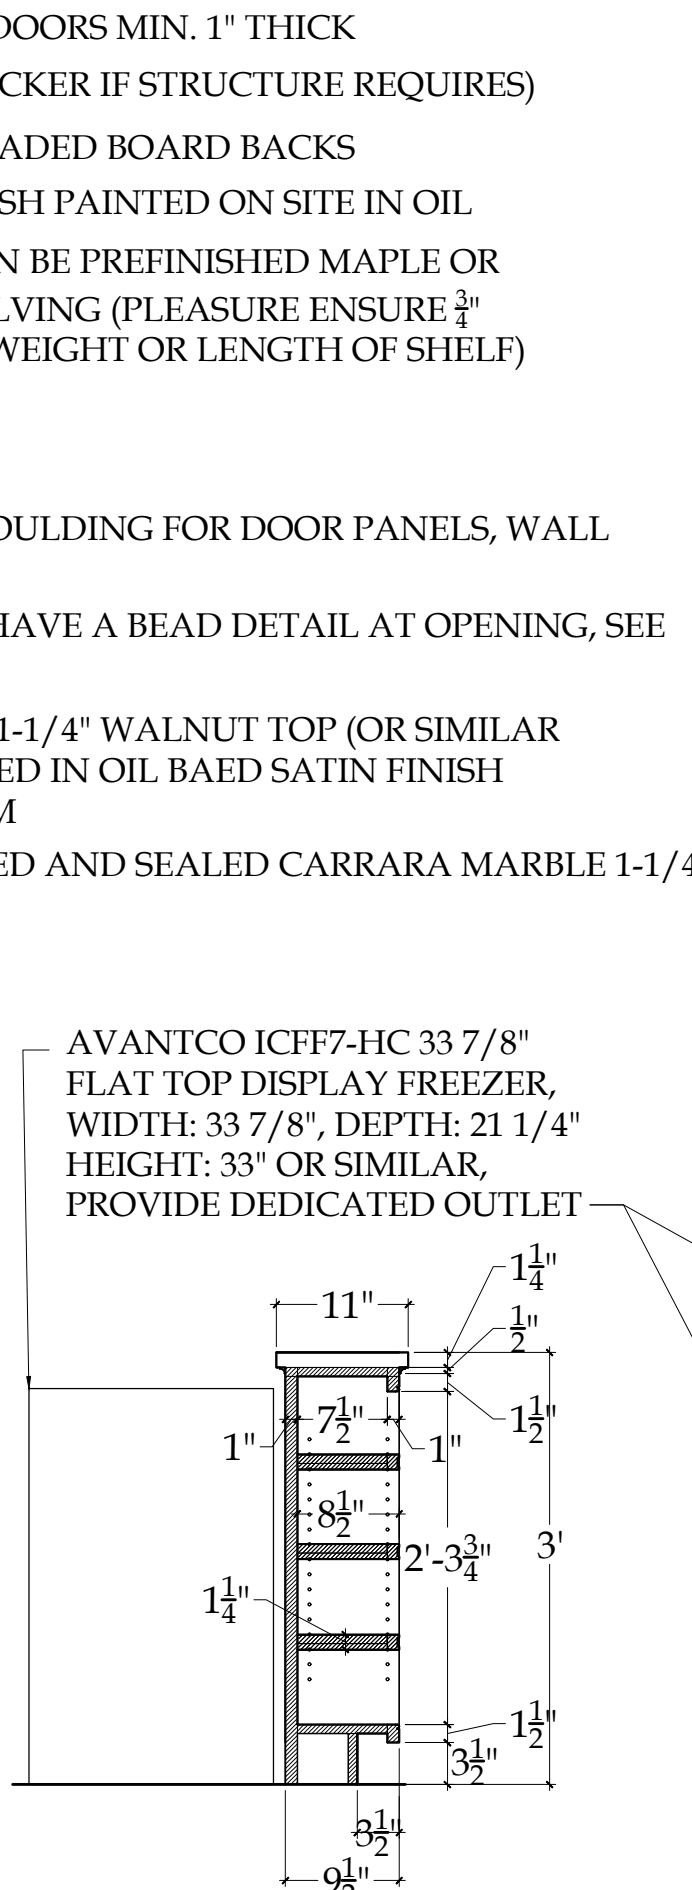 DOORS MIN. 1" THICK
CKER IF STRUCTURE REQUIRES)
ADED BOARD BACKS
SH PAINTED ON SITE IN OIL
N BE PREFINISHED MAPLE OR
LVING (PLEASURE ENSURE 3/4"
WEIGHT OR LENGTH OF SHELF)
OULDING FOR DOOR PANELS, WALL
HAVE A BEAD DETAIL AT OPENING, SEE
1-1/4" WALNUT TOP (OR SIMILAR
ED IN OIL BAED SATIN FINISH
M
ED AND SEALED CARRARA MARBLE 1-1/4
AVANTCO ICFF7-HC 33 7/8"
FLAT TOP DISPLAY FREEZER,
WIDTH: 33 7/8", DEPTH: 21 1/4"
HEIGHT: 33" OR SIMILAR,
PROVIDE DEDICATED OUTLET
1 1/4"
11"
1/2"
7 1/2"
1 1/2"
1"
1"
8 1/2"
2'-3 3/4"
3'
1 1/4"
1 1/2"
3 1/2"
3 1/2"
9 1/2"